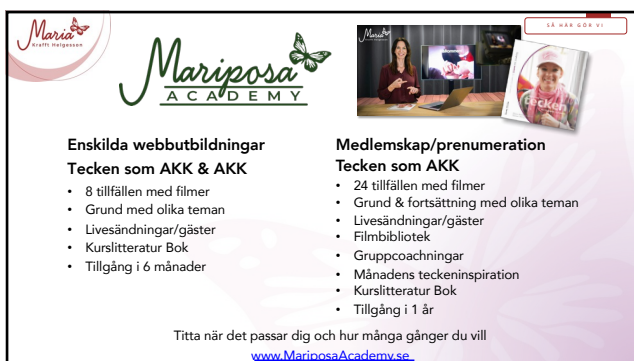 Maria
Krafft Helgesson
SÅ HÄR GÖR VI
Mariposa
ACADEMY
Maria
Tecken
Enskilda webbutbildningar
Tecken som AKK & AKK
• 8 tillfällen med filmer
• Grund med olika teman
• Livesändningar/gäster
• Kurslitteratur Bok
• Tillgång i 6 månader
Medlemskap/prenumeration
Tecken som AKK
• 24 tillfällen med filmer
• Grund & fortsättning med olika teman
• Livesändningar/gäster
• Filmbibliotek
• Gruppcoachningar
• Månadens teckeninspiration
• Kurslitteratur Bok
• Tillgång i 1 år
Titta när det passar dig och hur många gånger du vill
www.MariposaAcademy.se